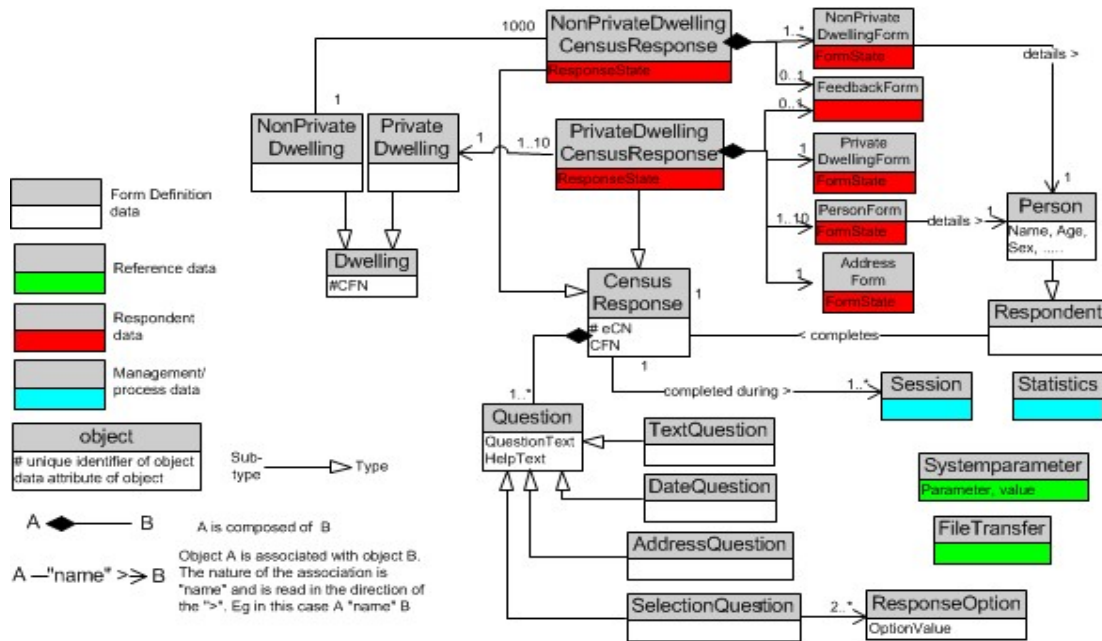 1000
NonPrivateDwelling
CensusResponse
ResponseState
1..*
NonPrivate
DwellingForm
FormState
details >
0..1
FeedbackForm
1
NonPrivate
Dwelling
Private
Dwelling
1
1..10
PrivateDwelling
CensusResponse
ResponseState
0..1
1
Private
DwellingForm
FormState
1..10
PersonForm
FormState
details >
1
1
Person
Name, Age,
Sex, .....
Form Definition
data
Reference data
Respondent
data
Management/
process data
Dwelling
#CFN
1
Address
Form
FormState
Census
Response
# eCN
CFN
1
1
< completes
Respondent
completed during >
1..*
Session
Statistics
1..*
Question
QuestionText
HelpText
TextQuestion
DateQuestion
AddressQuestion
SelectionQuestion
2..*
ResponseOption
OptionValue
Systemparameter
Parameter, value
FileTransfer
object
# unique identifier of object
data attribute of object
Sub-
type
Type
A
B
A is composed of B
A —"name" >
B
Object A is associated with object B.
The nature of the association is
"name" and is read in the direction of
the ">". Eg in this case A "name" B